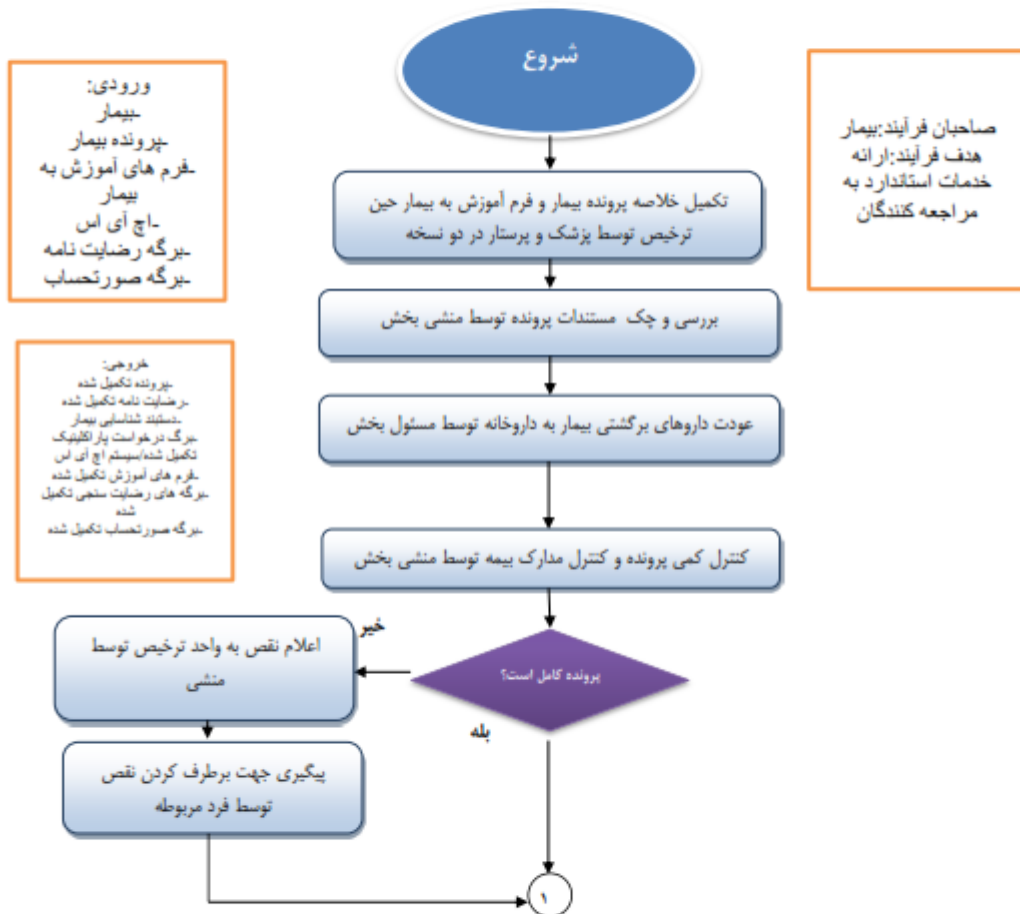 شروع
صاحبان فرآیند:بیمار
هدف فرآیند:ارائه
خدمات استاندارد به
مراجعه کنندگان
ورودی:
-بیمار
-پرونده بیمار
-فرم های آموزش به
بیمار
-اچ آی اس
-برگه رضایت نامه
-برگه صورتحساب
تکمیل خلاصه پرونده بیمار و فرم آموزش به بیمار حین
ترخیص توسط پزشک و پرستار در دو نسخه
بررسی و چک مستندات پرونده توسط منشی بخش
خروجی:
-پرونده تکمیل شده
-رضایت نامه تکمیل شده
-دستبند شناسایی بیمار
-برگ درخواست پاراکلینیک
تکمیل شده/سیستم اچ آی اس
-فرم های آموزش تکمیل شده
-برگه های رضایت سنجی تکمیل
شده
-برگه صورتحساب تکمیل شده
عودت داروهای برگشتی بیمار به داروخانه توسط مسئول بخش
کنترل کمی پرونده و کنترل مدارک بیمه توسط منشی بخش
پرونده کامل است؟
خیر
اعلام نقص به واحد ترخیص توسط
منشی
بله
پیگیری جهت برطرف کردن نقص
توسط فرد مربوطه
۱